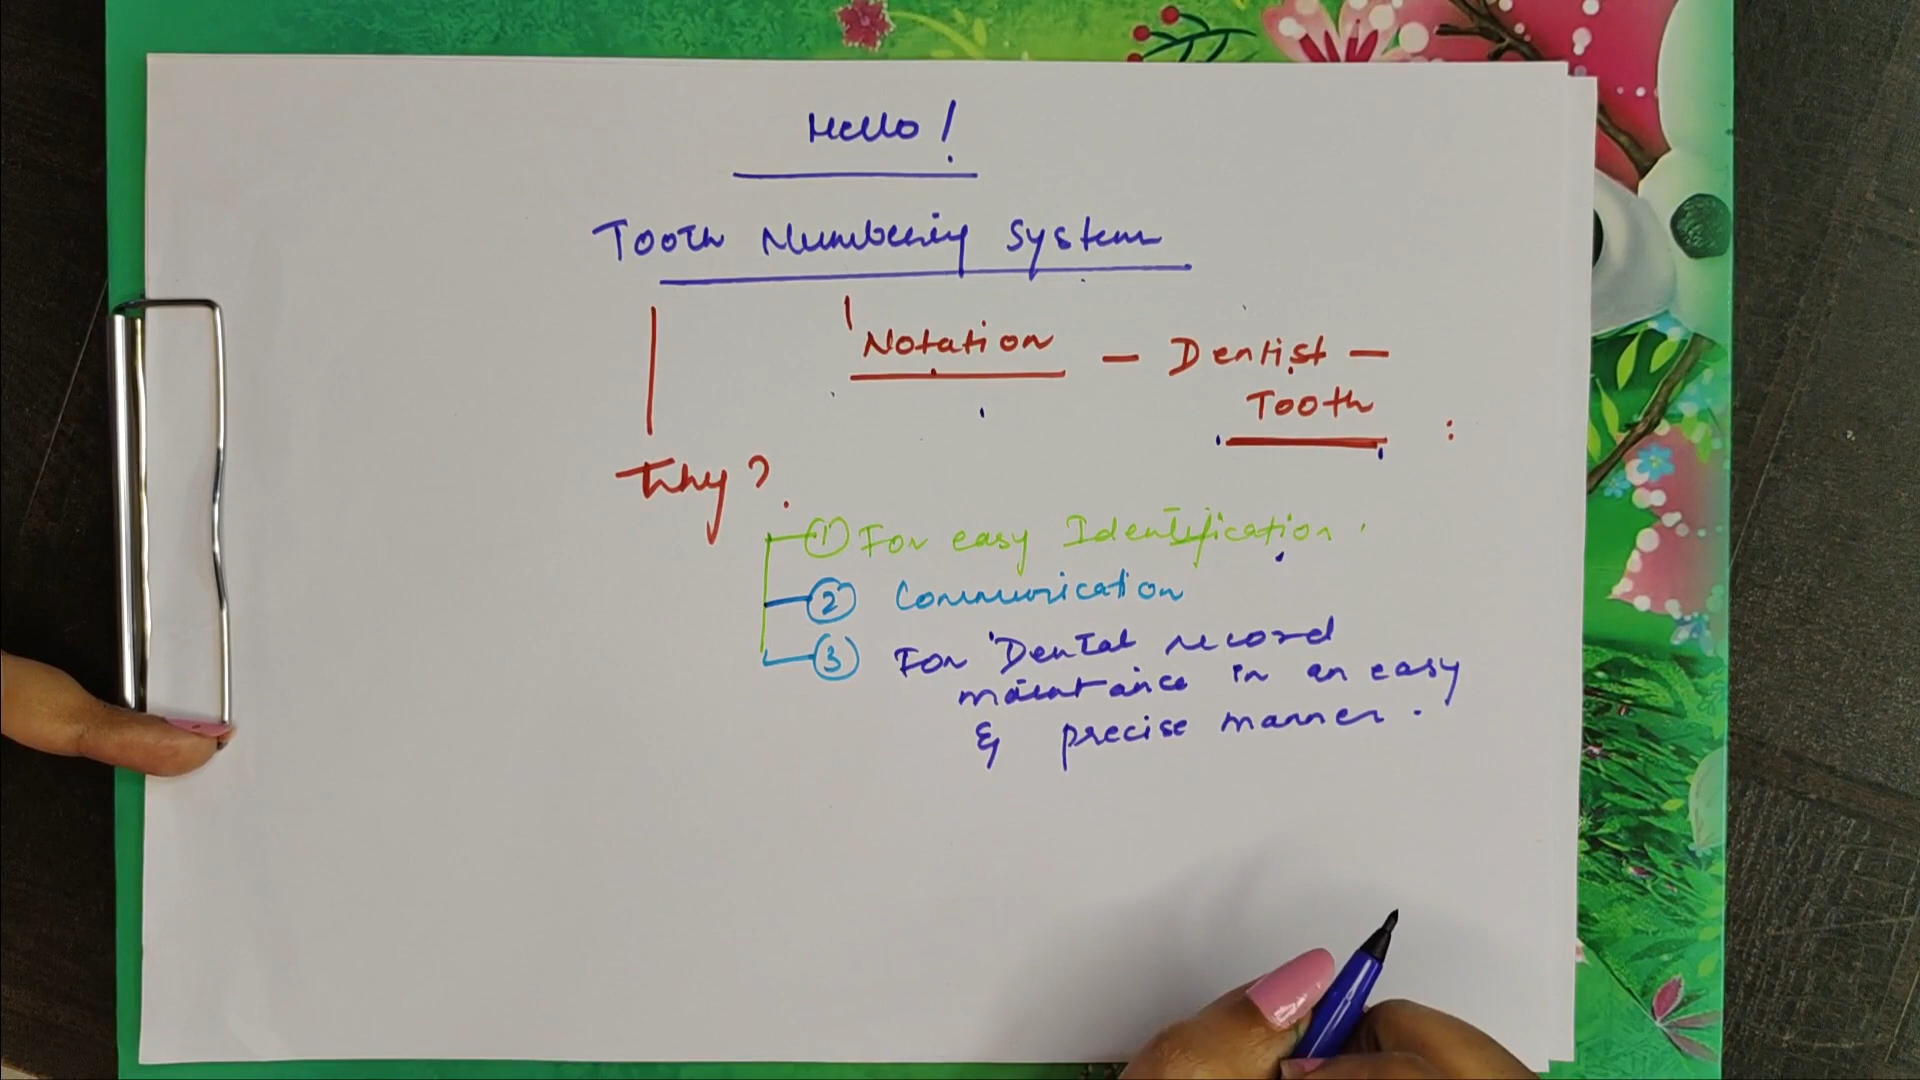 Hello!
Tooth Numbering System
Notation - Dentist -
Tooth :
Why?
① For easy Identification.
② Communication
③ For Dental record
maintance in an easy
& precise manner.